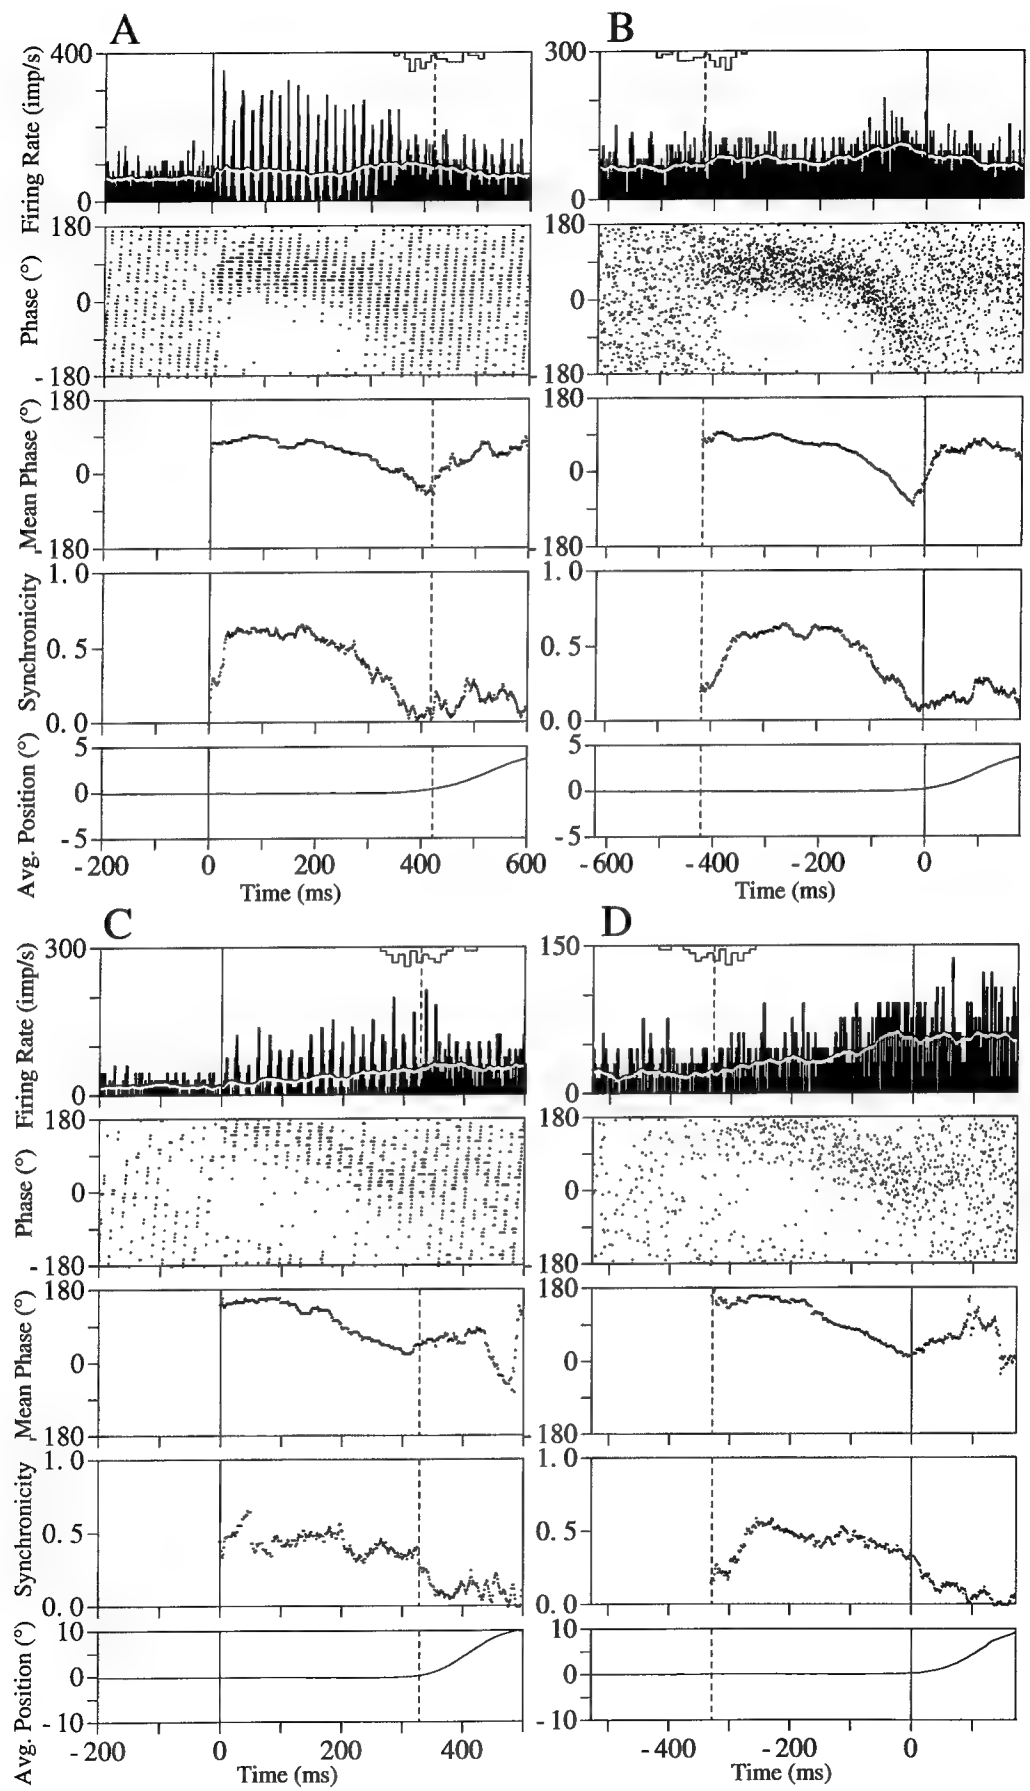 A
B
Firing Rate (imp/s)
400
0
300
0
Phase (°)
180
0
180
180
0
180
Mean Phase (°)
180
0
180
180
0
- 180
Synchronicity
1. 0
0. 5
0. 0
1. 0
0. 5
0. 0
Avg. Position (°)
5
0
- 5
5
0
- 5
- 200 0 200 400 600
- 600 - 400 - 200 0
Time (ms)
Time (ms)
C
D
Firing Rate (imp/s)
300
0
150
0
Phase (°)
180
0
- 180
180
0
- 180
Mean Phase (°)
180
0
180
180
0
- 180
Synchronicity
1. 0
0. 5
0. 0
1. 0
0. 5
0. 0
Avg. Position (°)
10
0
- 10
10
0
- 10
- 200 0 200 400
- 400 - 200 0
Time (ms)
Time (ms)